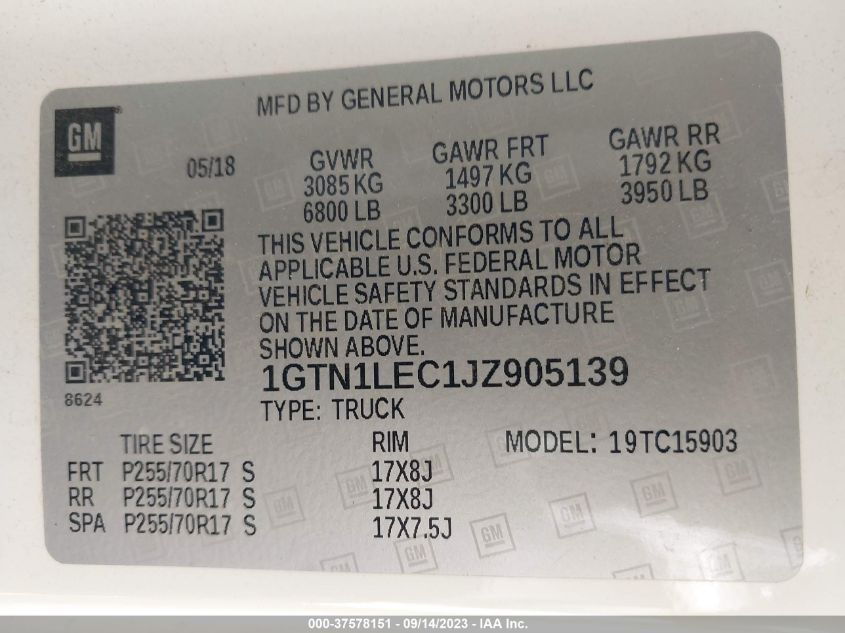 MFD BY GENERAL MOTORS LLC
GM
05/18
GVWR GAWR FRT GAWR RR
3085 KG 1497 KG 1792 KG
6800 LB 3300 LB 3950 LB
THIS VEHICLE CONFORMS TO ALL
APPLICABLE U.S. FEDERAL MOTOR
VEHICLE SAFETY STANDARDS IN EFFECT
ON THE DATE OF MANUFACTURE
SHOWN ABOVE.
1GTN1LEC1JZ905139
8624
TYPE: TRUCK
TIRE SIZE RIM MODEL: 19TC15903
FRT P255/70R17 S 17X8J
RR P255/70R17 S 17X8J
SPA P255/70R17 S 17X7.5J
000-37578151 - 09/14/2023 - IAA Inc.